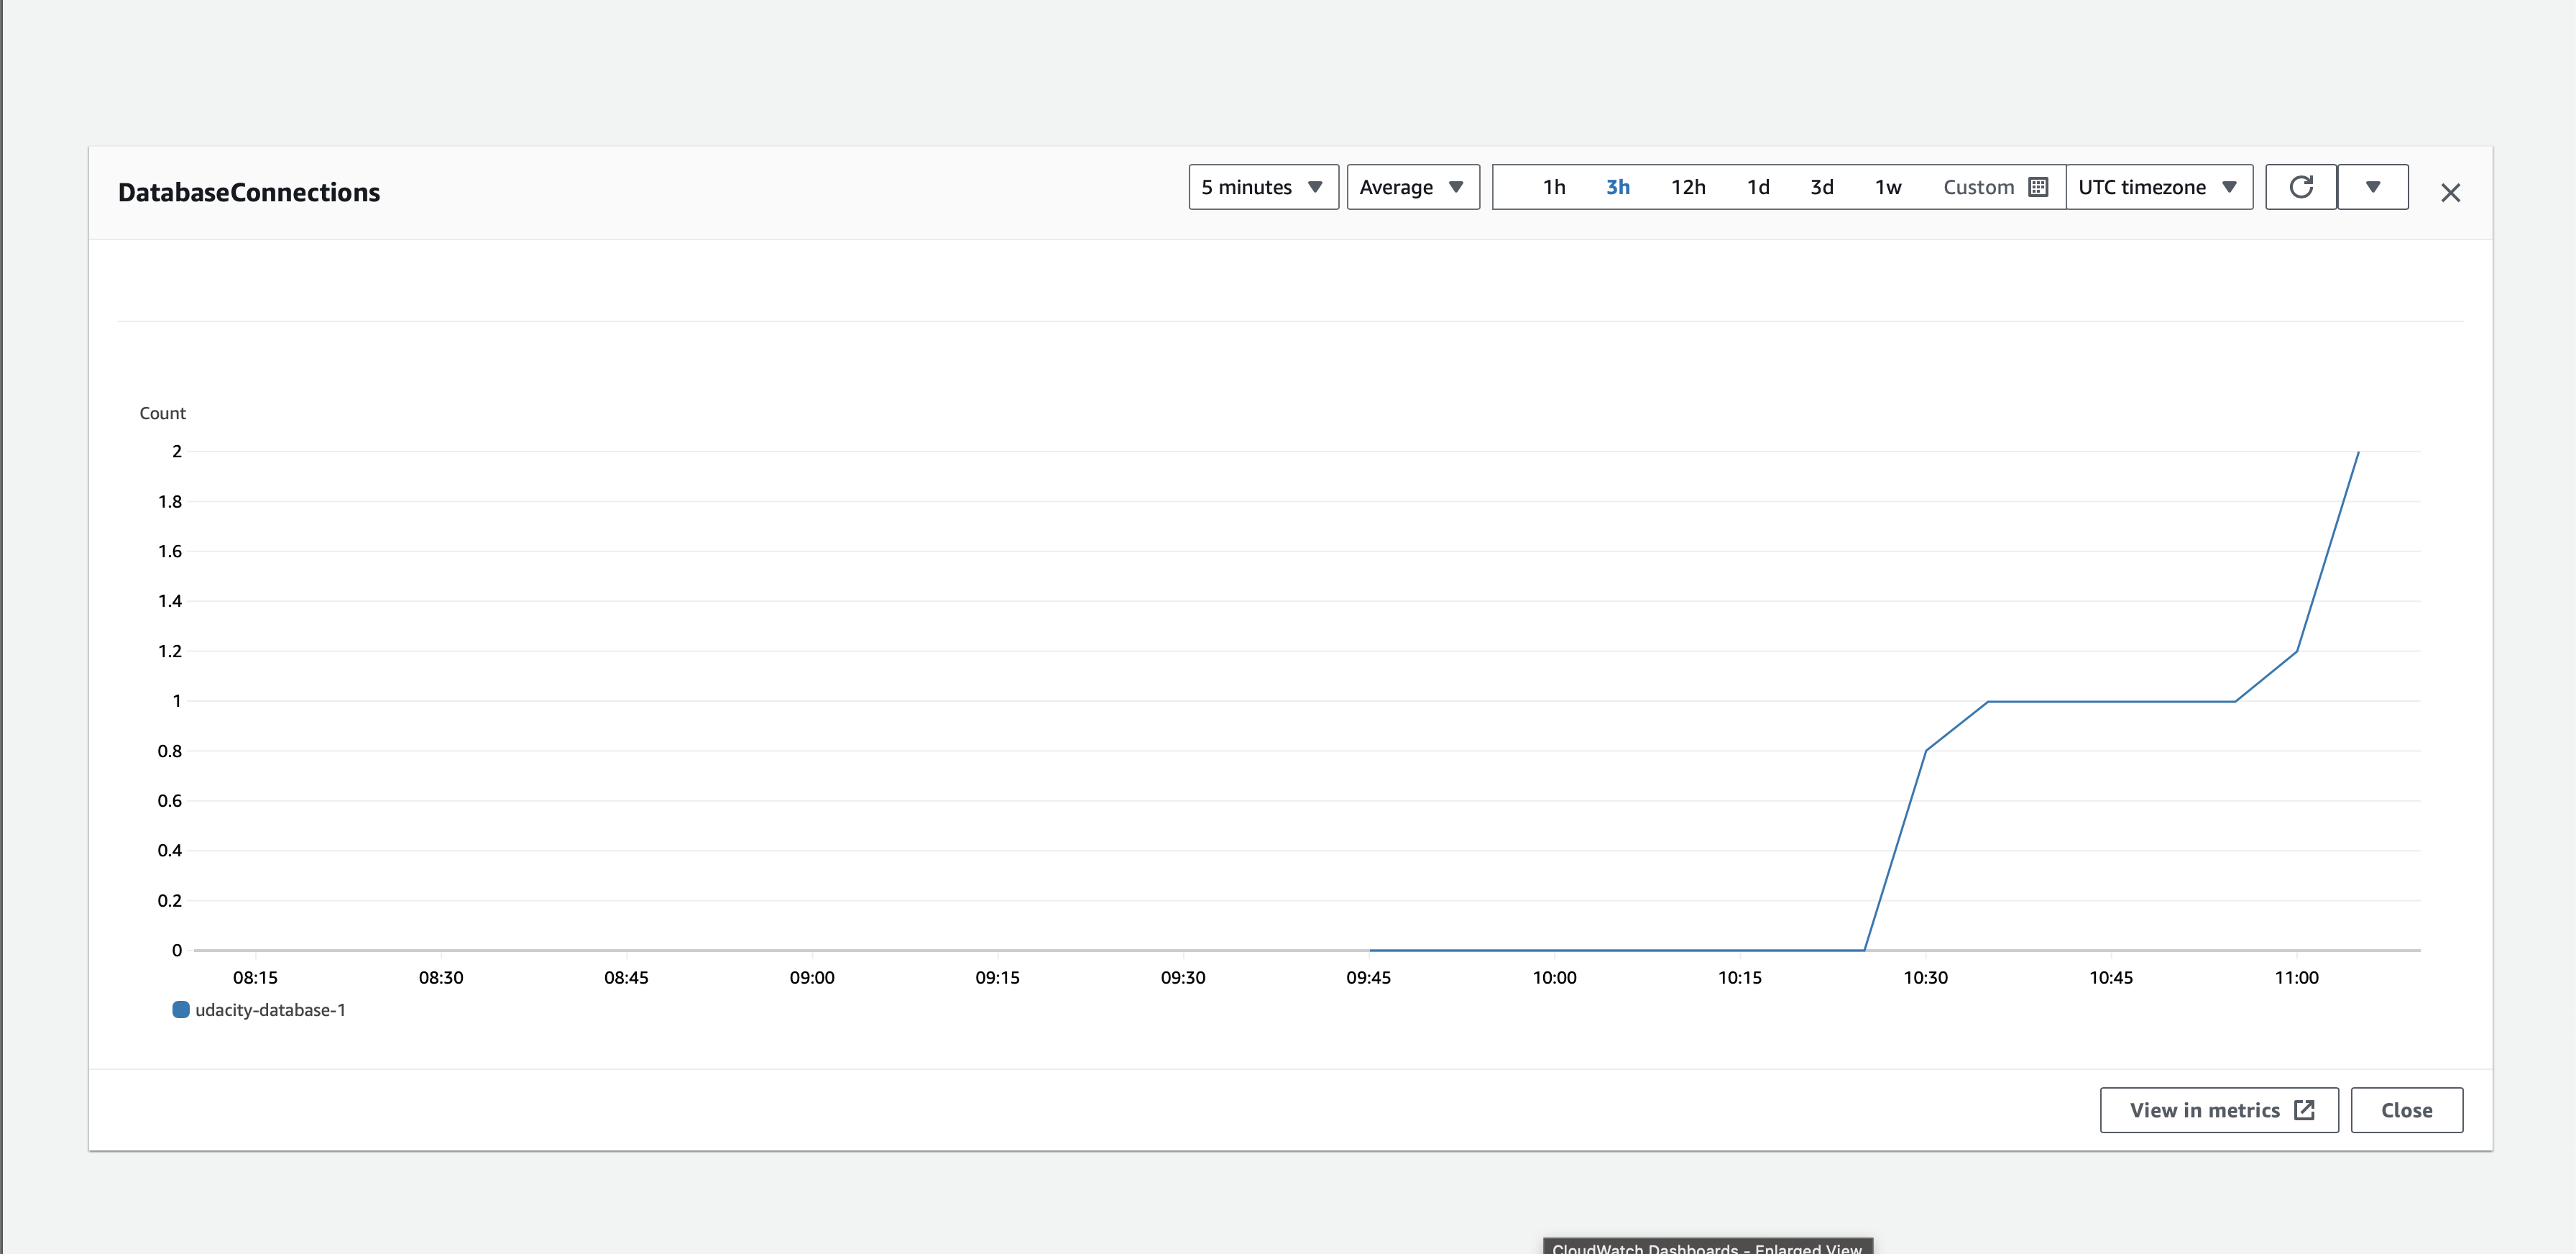 DatabaseConnections
5 minutes Average 1h 3h 12h 1d 3d 1w Custom UTC timezone
Count
2
1.8
1.6
1.4
1.2
1
0.8
0.6
0.4
0.2
0
08:15 08:30 08:45 09:00 09:15 09:30 09:45 10:00 10:15 10:30 10:45 11:00
udacity-database-1
View in metrics Close
CloudWatch Dashboards - Enlarged View